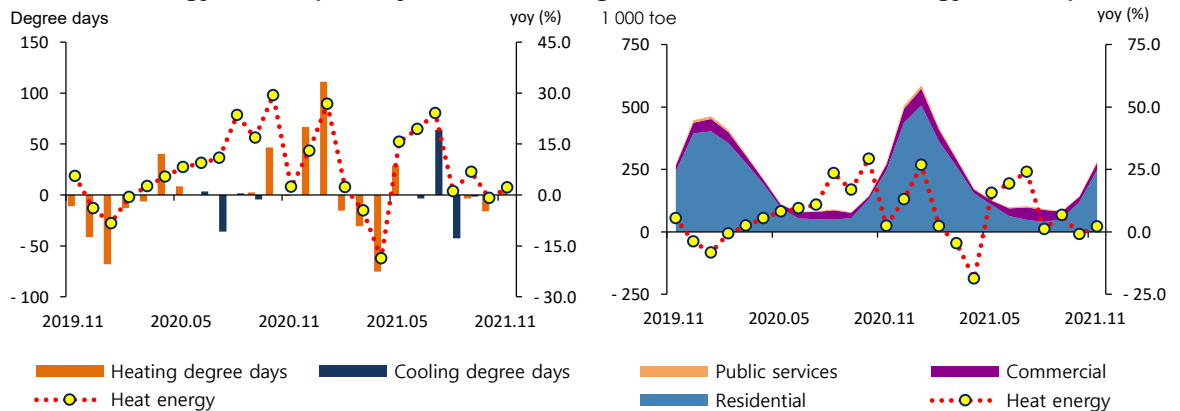 Degree days
yoy (%)
150
100
50
0
- 50
- 100
45.0
30.0
15.0
0.0
- 15.0
- 30.0
2019.11
2020.05
2020.11
2021.05
2021.11
Heating degree days
Cooling degree days
Heat energy
1 000 toe
yoy (%)
750
500
250
0
- 250
75.0
50.0
25.0
0.0
- 25.0
2019.11
2020.05
2020.11
2021.05
2021.11
Public services
Commercial
Residential
Heat energy